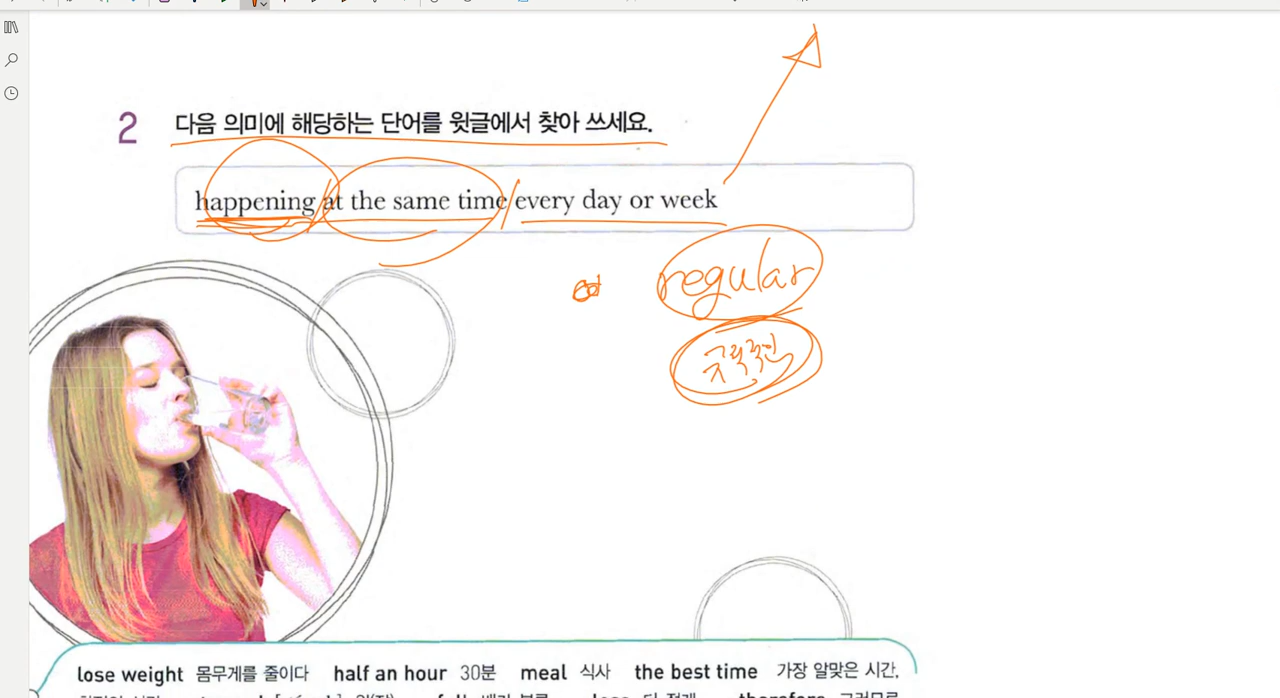 2 다음 의미에 해당하는 단어를 윗글에서 찾아 쓰세요.
happening at the same time every day or week
regular
규칙적인
lose weight 몸무게를 줄이다 half an hour 30분 meal 식사 the best time 가장 알맞은 시간,